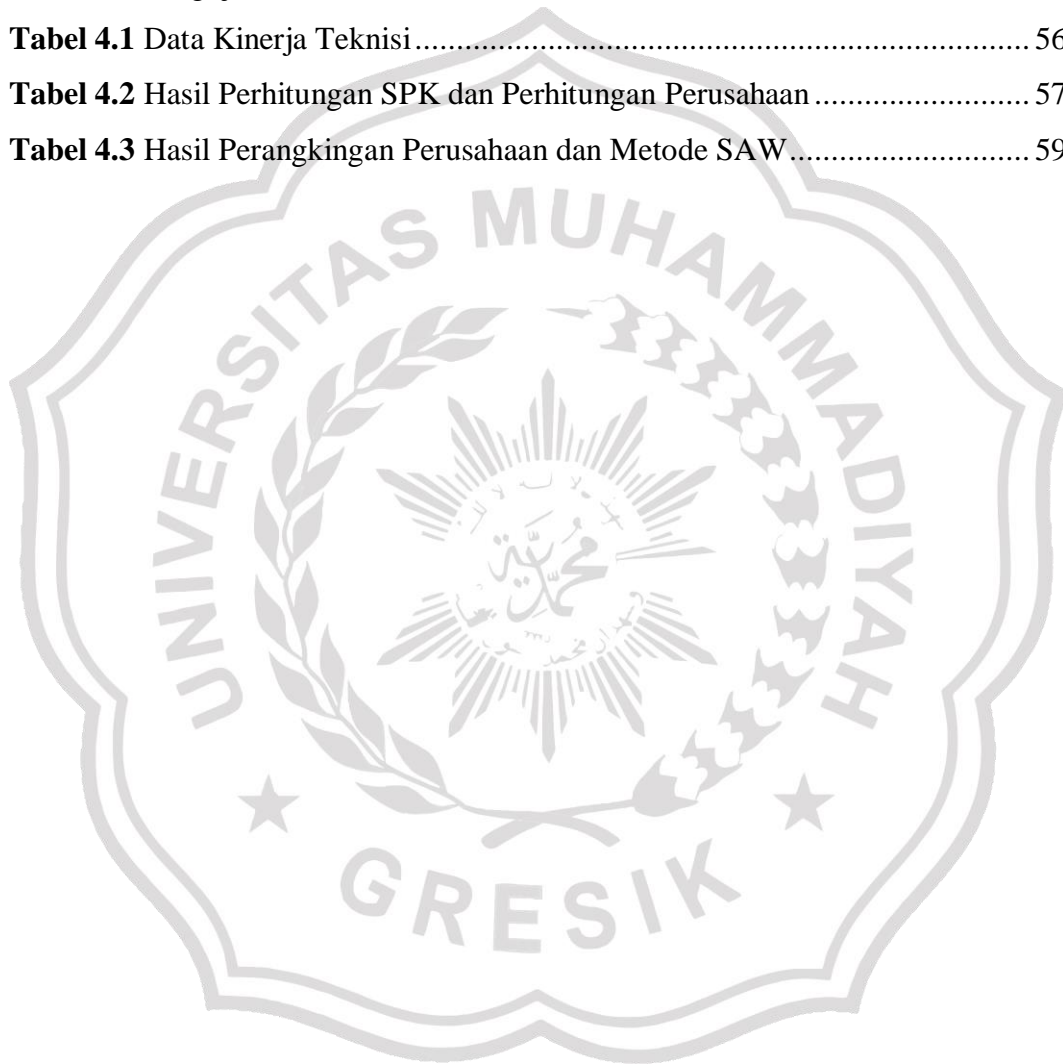 Tabel 4.1 Data Kinerja Teknisi........................................................................... 56
Tabel 4.2 Hasil Perhitungan SPK dan Perhitungan Perusahaan .......................... 57
Tabel 4.3 Hasil Perangkingan Perusahaan dan Metode SAW............................. 59
UNIVERSITAS MUHAMMADIYAH
GRESIK